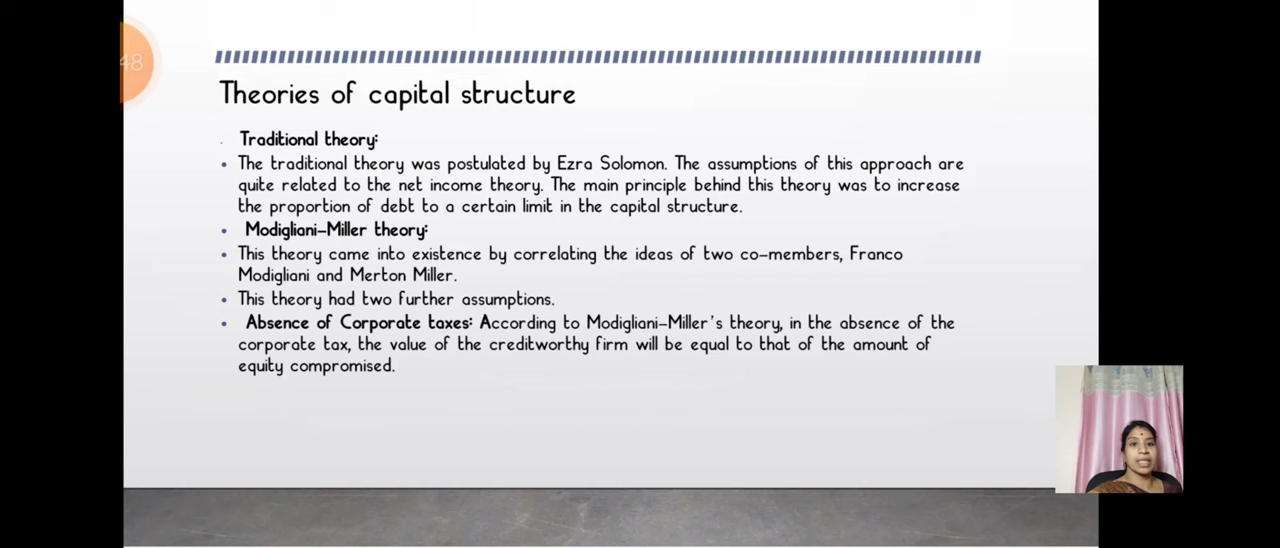 48
Theories of capital structure
Traditional theory:
The traditional theory was postulated by Ezra Solomon. The assumptions of this approach are
quite related to the net income theory. The main principle behind this theory was to increase
the proportion of debt to a certain limit in the capital structure.
Modigliani-Miller theory:
This theory came into existence by correlating the ideas of two co-members, Franco
Modigliani and Merton Miller.
This theory had two further assumptions.
Absence of Corporate taxes: According to Modigliani-Miller's theory, in the absence of the
corporate tax, the value of the creditworthy firm will be equal to that of the amount of
equity compromised.